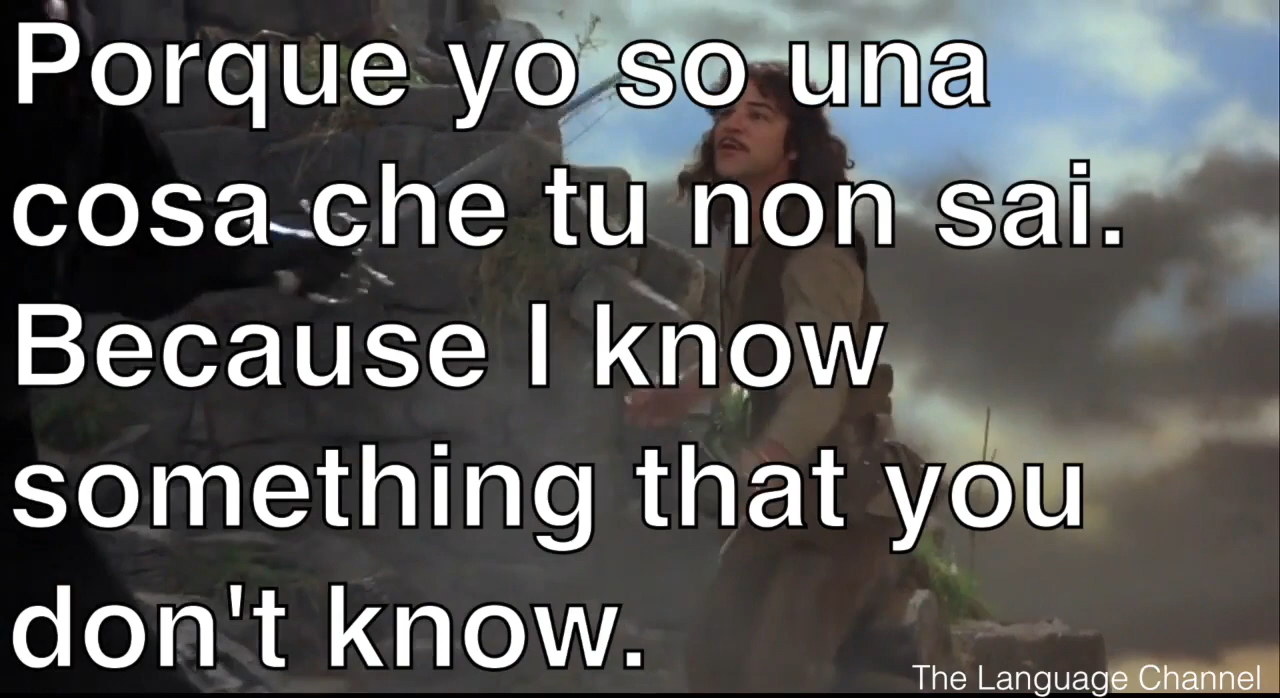 Porque yo so una
cosa che tu non sai.
Because I know
something that you
don't know.
The Language Channel